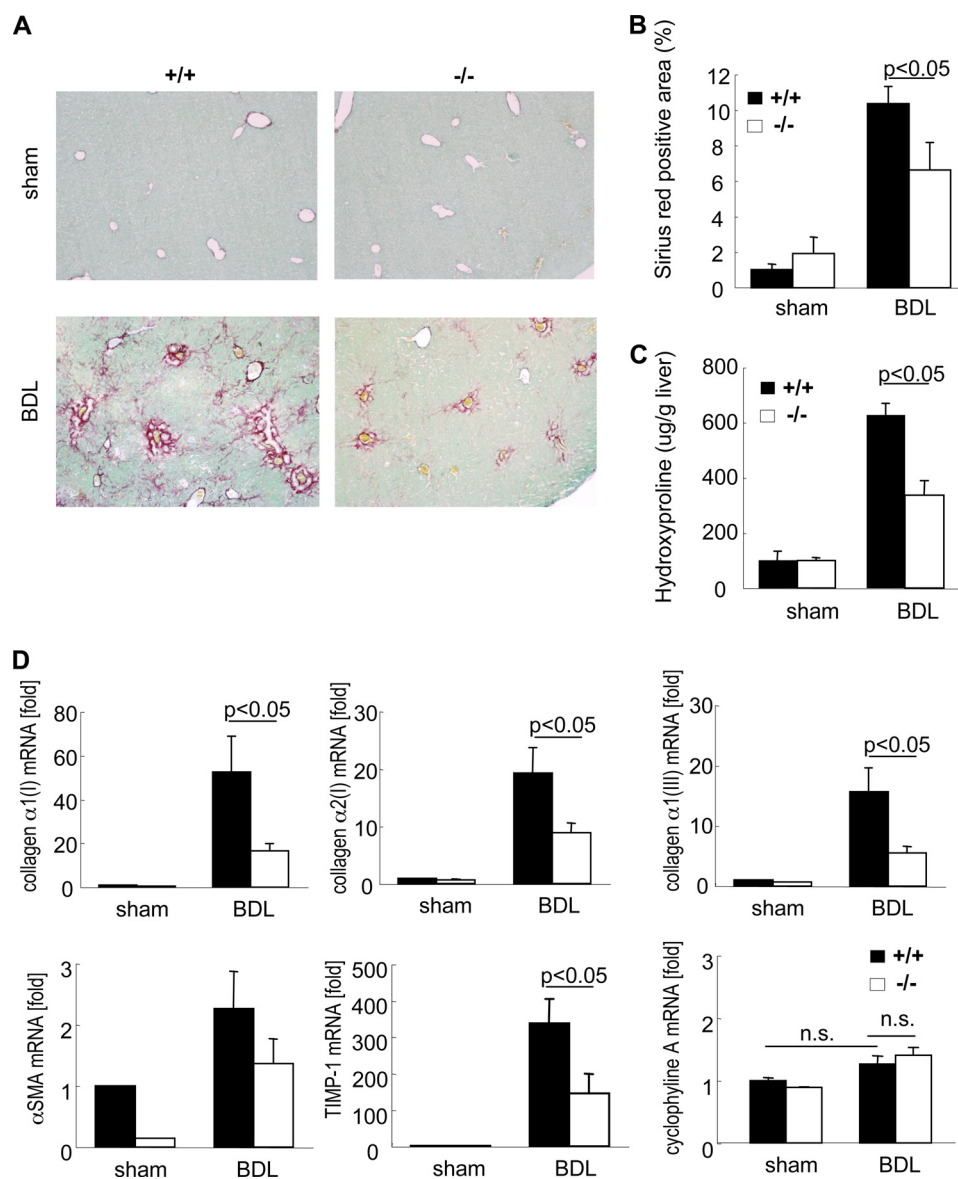 A
+/+
-/-
sham
BDL
B
Sirius red positive area (%)
12
10
8
6
4
2
0
+/+
-/-
p<0.05
sham
BDL
C
Hydroxyproline (ug/g liver)
800
600
400
200
0
+/+
-/-
p<0.05
sham
BDL
D
collagen α1(I) mRNA [fold]
80
60
40
20
0
p<0.05
sham
BDL
collagen α2(I) mRNA [fold]
30
20
10
0
p<0.05
sham
BDL
collagen α1(III) mRNA [fold]
30
20
10
0
p<0.05
sham
BDL
αSMA mRNA [fold]
3
2
1
0
sham
BDL
TIMP-1 mRNA [fold]
500
400
300
200
100
0
p<0.05
sham
BDL
cyclophyline A mRNA [fold]
3
2
1
0
+/+
-/-
n.s.
n.s.
sham
BDL